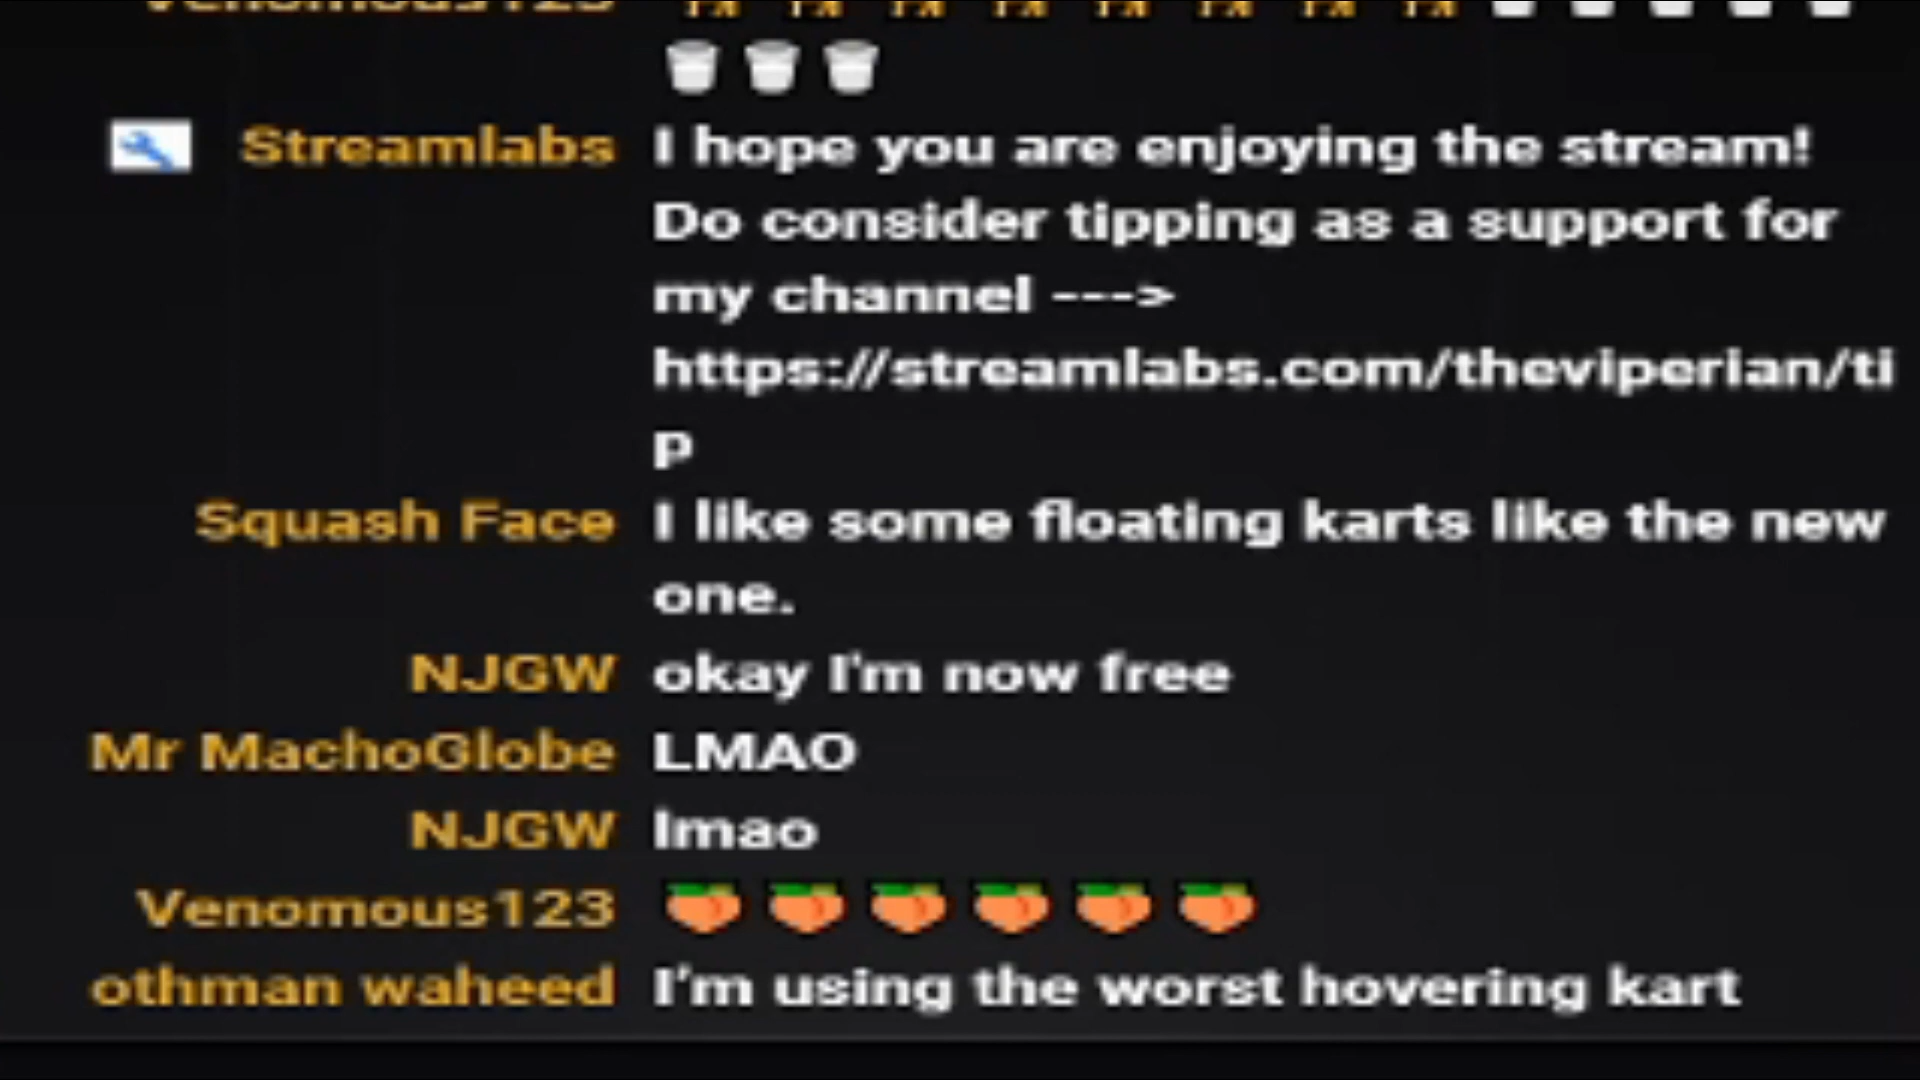 Venomous123
Streamlabs I hope you are enjoying the stream!
Do consider tipping as a support for
my channel --->
https://streamlabs.com/theviperian/ti
p
Squash Face I like some floating karts like the new
one.
NJGW okay I'm now free
Mr MachoGlobe LMAO
NJGW lmao
Venomous123 🍑 🍑 🍑 🍑 🍑 🍑
othman waheed I'm using the worst hovering kart